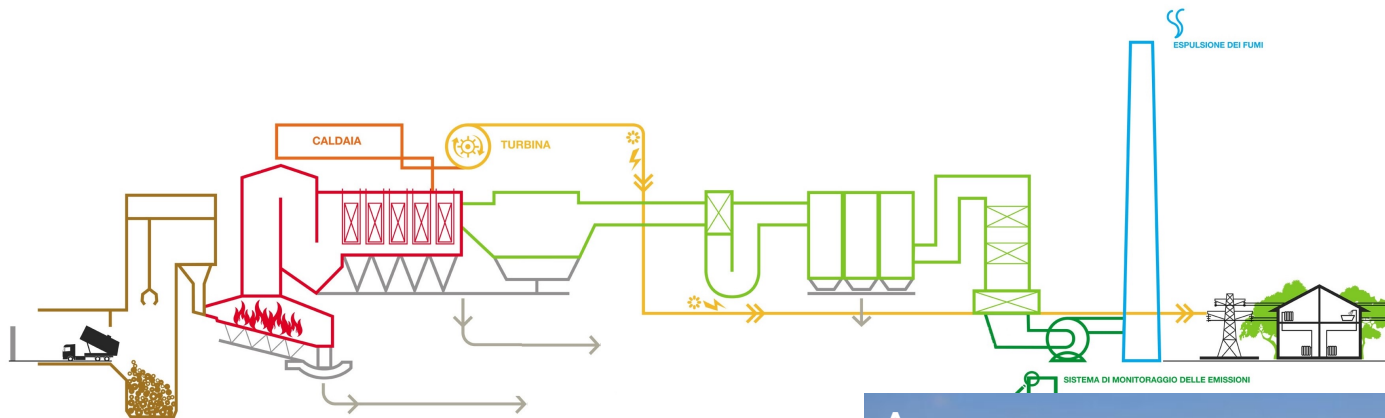 ESPULSIONE DEI FUMI
CALDAIA
TURBINA
SISTEMA DI MONITORAGGIO DELLE EMISSIONI